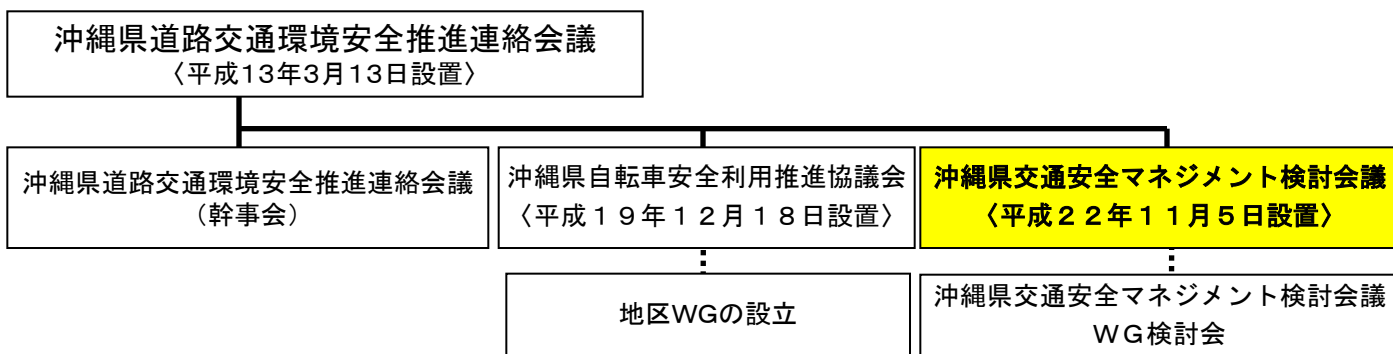 沖縄県道路交通環境安全推進連絡会議
〈平成13年3月13日設置〉
沖縄県道路交通環境安全推進連絡会議
（幹事会）
沖縄県自転車安全利用推進協議会
〈平成１９年１２月１８日設置〉
沖縄県交通安全マネジメント検討会議
〈平成２２年１１月５日設置〉
地区WGの設立
沖縄県交通安全マネジメント検討会議
ＷＧ検討会